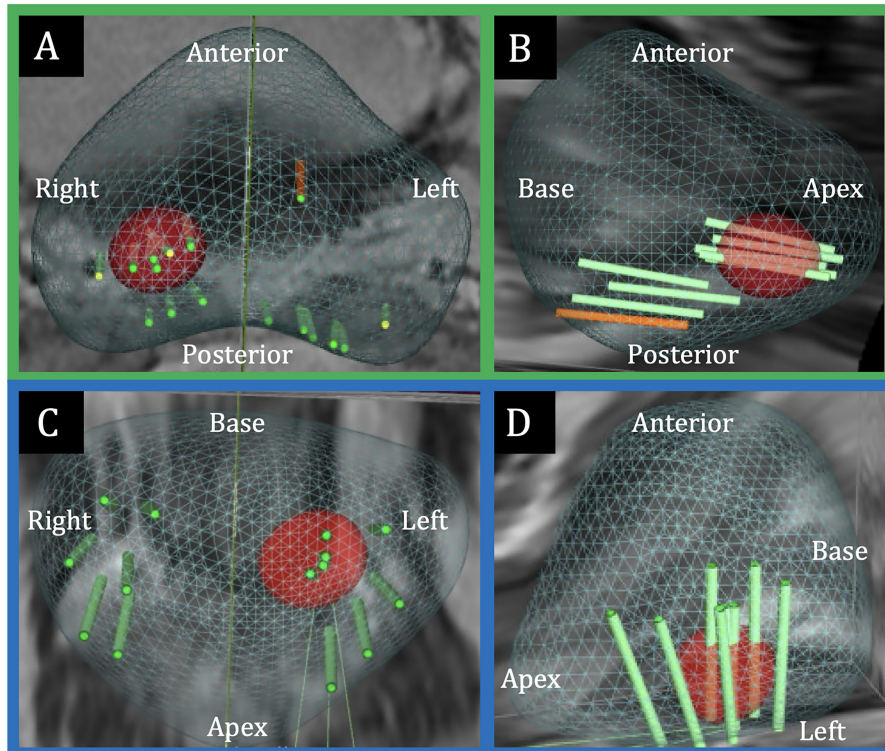 A
Anterior
Right
Left
Posterior
B
Anterior
Base
Apex
Posterior
C
Base
Right
Left
Apex
D
Anterior
Base
Apex
Left